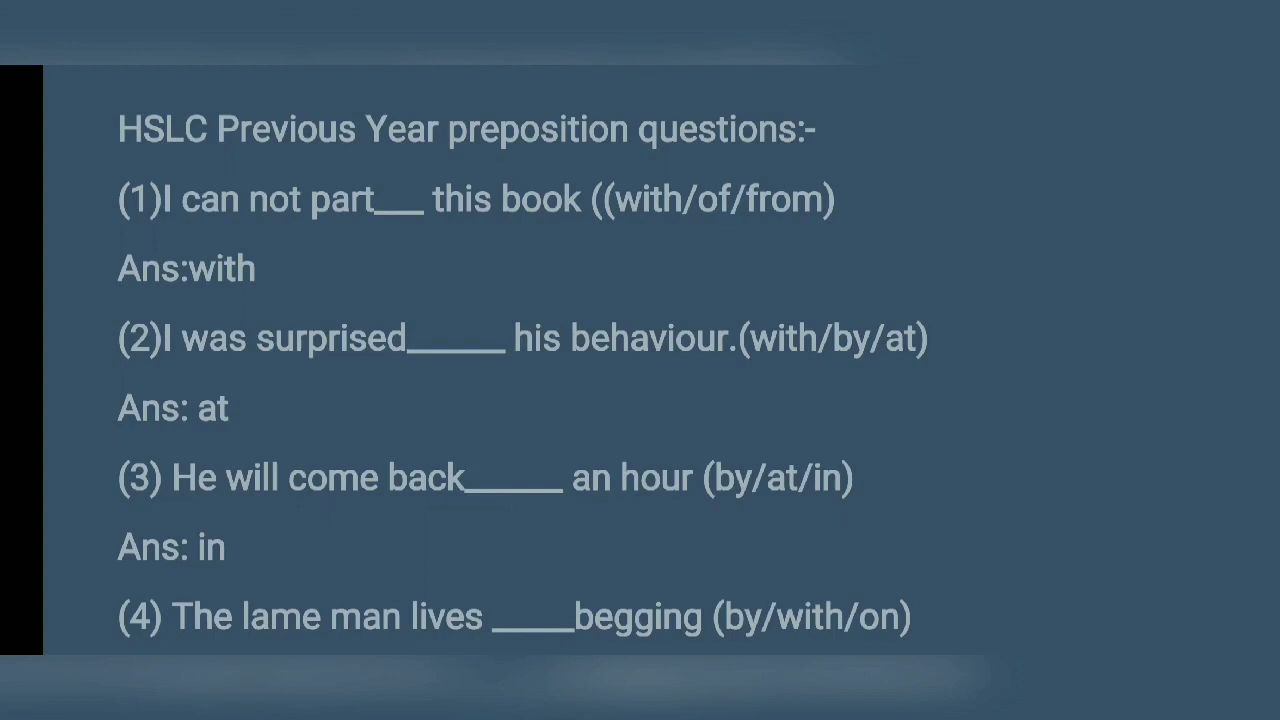 HSLC Previous Year preposition questions:-
(1)I can not part___ this book ((with/of/from)
Ans:with
(2)I was surprised______ his behaviour.(with/by/at)
Ans: at
(3) He will come back______ an hour (by/at/in)
Ans: in
(4) The lame man lives _____begging (by/with/on)